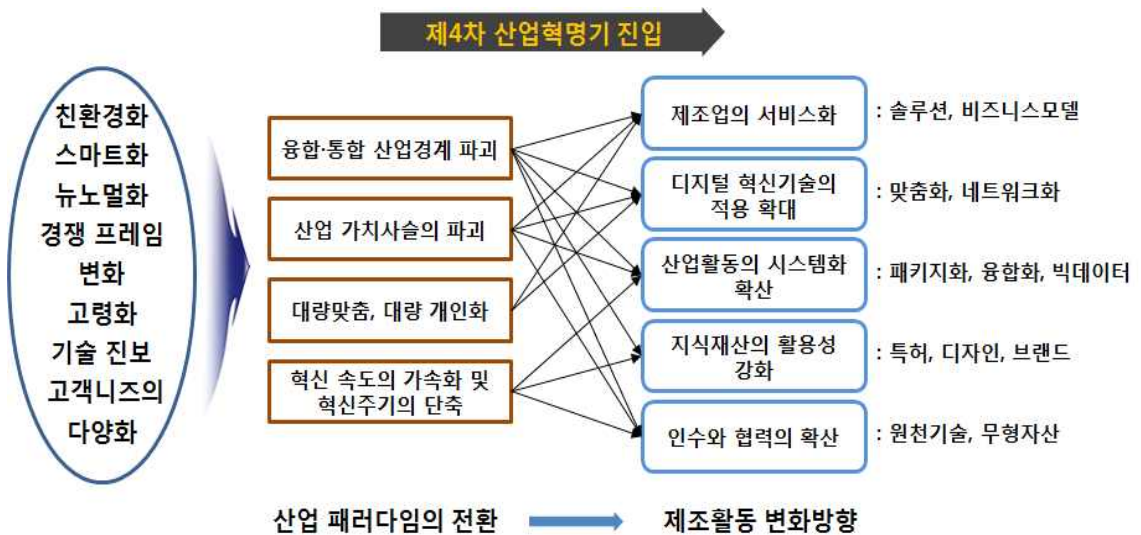 제4차 산업혁명기 진입
친환경화
스마트화
뉴노멀화
경쟁 프레임
변화
고령화
기술 진보
고객니즈의
다양화
융합·통합 산업경계 파괴
산업 가치사슬의 파괴
대량맞춤, 대량 개인화
혁신 속도의 가속화 및
혁신주기의 단축
제조업의 서비스화
: 솔루션, 비즈니스모델
디지털 혁신기술의
적용 확대
: 맞춤화, 네트워크화
산업활동의 시스템화
확산
: 패키지화, 융합화, 빅데이터
지식재산의 활용성
강화
: 특허, 디자인, 브랜드
인수와 협력의 확산
: 원천기술, 무형자산
산업 패러다임의 전환
제조활동 변화방향